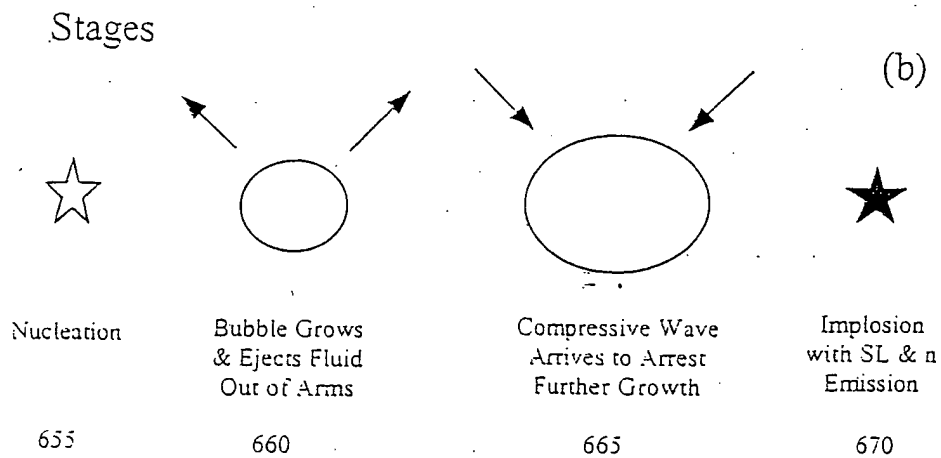 Stages
(b)
Nucleation
Bubble Grows
& Ejects Fluid
Out of Arms
Compressive Wave
Arrives to Arrest
Further Growth
Implosion
with SL & n
Emission
655
660
665
670